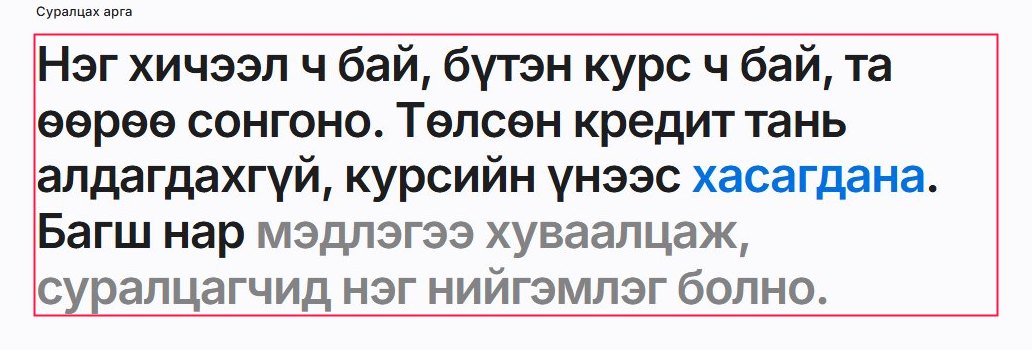 Суралцах арга
Нэг хичээл ч бай, бүтэн курс ч бай, та
өөрөө сонгоно. Төлсөн кредит тань
алдагдахгүй, курсийн үнээс хасагдана.
Багш нар мэдлэгээ хуваалцаж,
суралцагчид нэг нийгэмлэг болно.